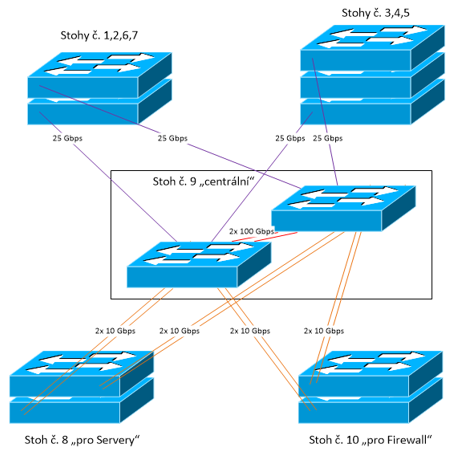 Stohy č. 3,4,5
Stohy č. 1,2,6,7
25 Gbps
25 Gbps
25 Gbps
25 Gbps
Stoh č. 9 „centrální“
2x 100 Gbps
2x 10 Gbps
2x 10 Gbps
2x 10 Gbps
2x 10 Gbps
Stoh č. 8 „pro Servery“
Stoh č. 10 „pro Firewall“